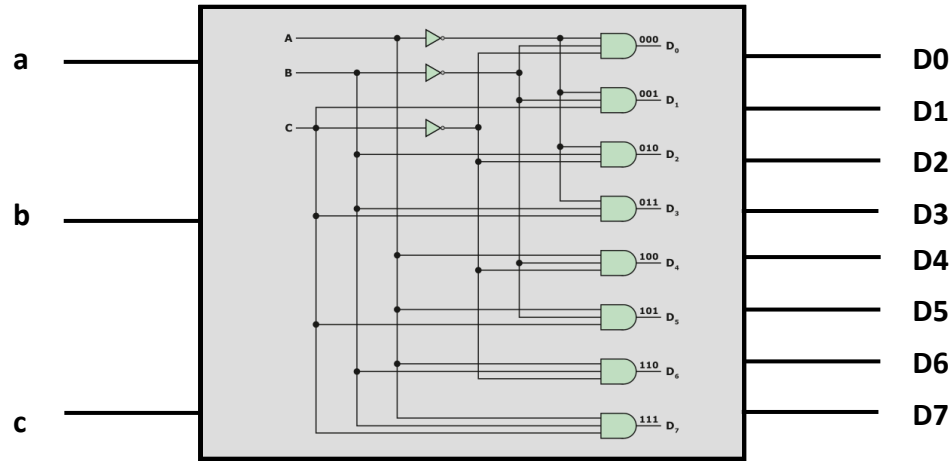 a
b
c
A
B
C
000
D₀
001
D₁
010
D₂
011
D₃
100
D₄
101
D₅
110
D₆
111
D₇
D0
D1
D2
D3
D4
D5
D6
D7